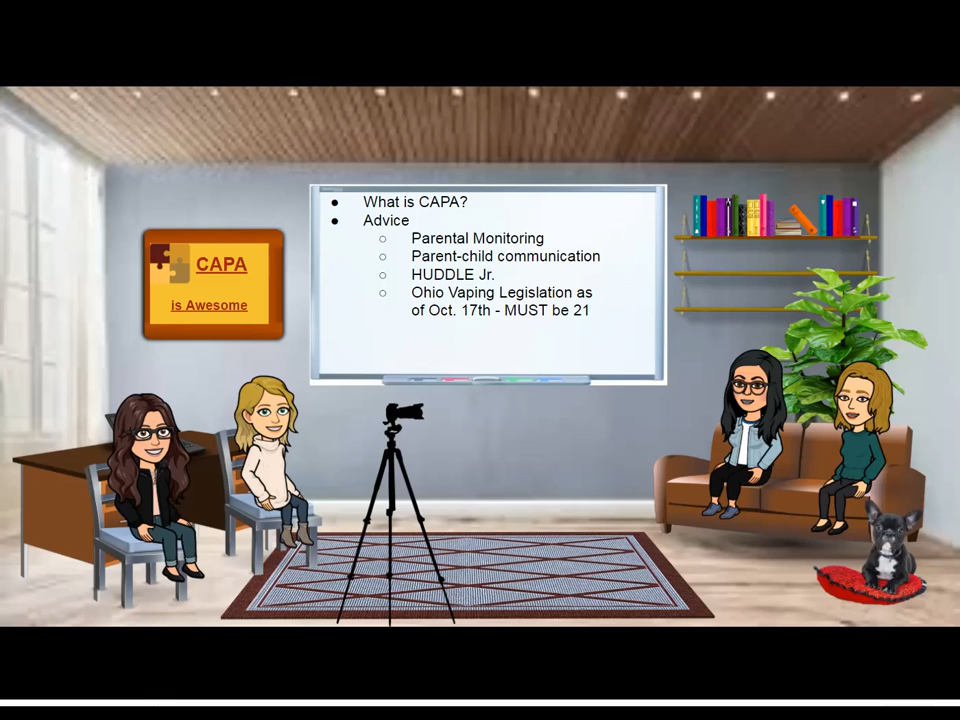 ● What is CAPA?
● Advice
○ Parental Monitoring
○ Parent-child communication
○ HUDDLE Jr.
○ Ohio Vaping Legislation as
of Oct. 17th - MUST be 21
CAPA
is Awesome